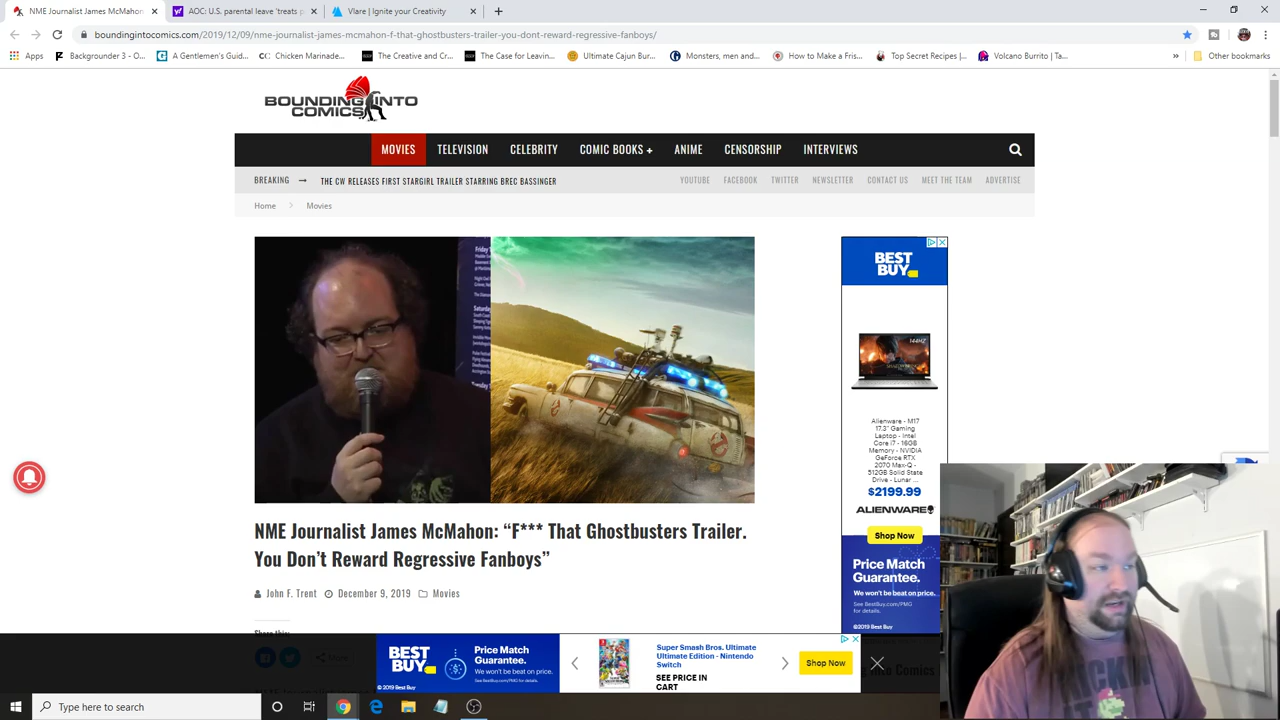 NME Journalist James McMahon
AOC: U.S. parental leave 'treats p
Vlare | Ignite your Creativity
boundingintocomics.com/2019/12/09/nme-journalist-james-mcmahon-f-that-ghostbusters-trailer-you-dont-reward-regressive-fanboys/
Apps
Backgrounder 3 - O...
A Gentlemen's Guid...
Chicken Marinade...
The Creative and Cr...
The Case for Leavin...
Ultimate Cajun Bur...
Monsters, men and...
How to Make a Fris...
Top Secret Recipes |...
Volcano Burrito | Ta...
Other bookmarks
BOUNDING INTO
COMICS
MOVIES TELEVISION CELEBRITY COMIC BOOKS + ANIME CENSORSHIP INTERVIEWS
BREAKING → THE CW RELEASES FIRST STARGIRL TRAILER STARRING BREC BASSINGER
YOUTUBE FACEBOOK TWITTER NEWSLETTER CONTACT US MEET THE TEAM ADVERTISE
Home > Movies
NME Journalist James McMahon: “F*** That Ghostbusters Trailer.
You Don’t Reward Regressive Fanboys”
John F. Trent December 9, 2019 Movies
Share this:
Share
BEST
BUY
144HZ
Alienware - M17
17.3" Gaming
Laptop - Intel
Core i7 - 16GB
Memory - NVIDIA
GeForce RTX
2070 Max-Q -
512GB Solid State
Drive - Lunar ...
$2199.99
ALIENWARE
Shop Now
Price Match
Guarantee.
We won't be beat on price.
See BestBuy.com/PMG
for details.
©2019 Best Buy
BEST
BUY
© 2019 Best Buy
Price Match
Guarantee.
We won't be beat on price.
See BestBuy.com/PMG for details.
Super Smash Bros. Ultimate
Ultimate Edition - Nintendo
Switch
SEE PRICE IN
CART
Shop Now
Type here to search